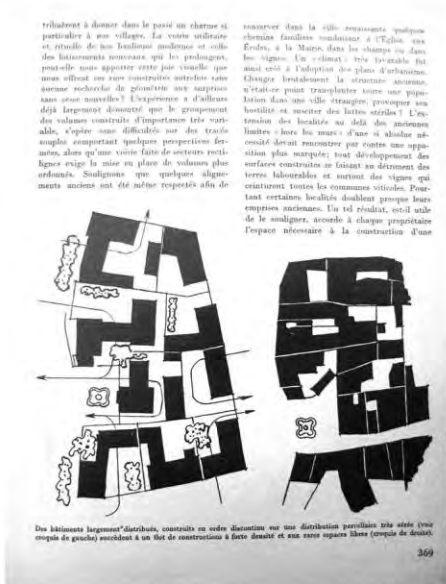 tribuèrent à donner dans le passé un charme si
particulier à nos villages. La voirie utilitaire
et rituelle de nos banlieues modernes et celle
des lotissements nouveaux qui les prolongent,
peut-elle nous apporter cette joie visuelle que
nous offrent ces rues construites autrefois sans
aucune recherche de géométrie aux surprises
sans cesse nouvelles ? L'expérience a d'ailleurs
déjà largement démontré que le groupement
des volumes construits d'importance très vari-
able, s'opère sans difficultés sur des tracés
souples comportant quelques perspectives fer-
mées, alors qu'une voirie faite de secteurs recti-
lignes exige la mise en place de volumes plus
ordonnés. Soulignons que quelques aligne-
ments anciens ont été même respectés afin de
conserver dans la ville renaissante quelques
chemins familiers conduisant à l'Église, aux
Écoles, à la Mairie, dans les champs ou dans
les vignes. Un « climat » très favorable fut
ainsi créé à l'adoption des plans d'urbanisme.
Changer brutalement la structure ancienne,
n'était-ce point transplanter toute une popu-
lation dans une ville étrangère, provoquer son
hostilité et susciter des luttes stériles ? L'ex-
tension des localités au delà des anciennes
limites « hors les murs » d'une si absolue né-
cessité devait rencontrer par contre une oppo-
sition plus marquée; tout développement des
surfaces construites se faisant au détriment des
terres labourables et surtout des vignes qui
ceinturent toutes les communes viticoles. Pour-
tant certaines localités doublent presque leurs
emprises anciennes. Un tel résultat, est-il utile
de le souligner, accorde à chaque propriétaire
l'espace nécessaire à la construction d'une
Des bâtiments largement distribués, construits en ordre discontinu sur une distribution parcellaire très aérée (voir
croquis de gauche) succèdent à un îlot de constructions à forte densité et aux rares espaces libres (croquis de droite).
369